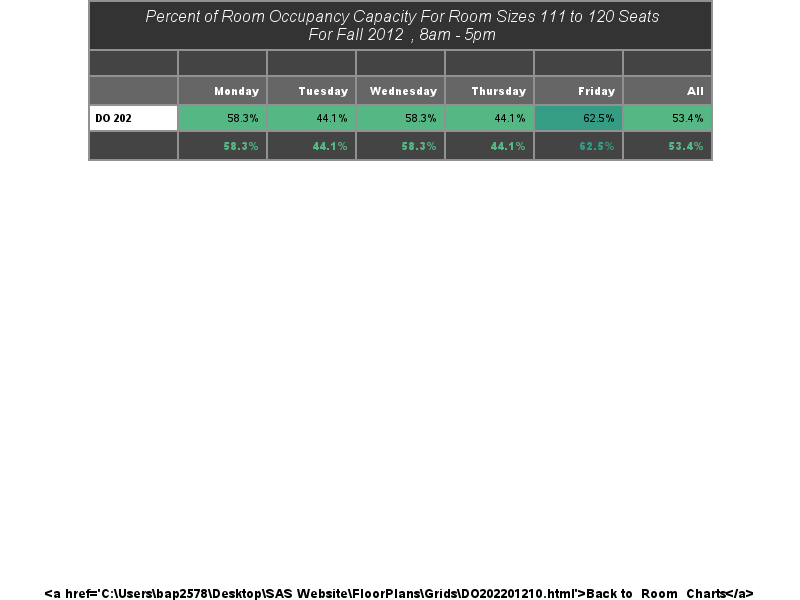 Percent of Room Occupancy Capacity For Room Sizes 111 to 120 Seats
For Fall 2012 , 8am - 5pm
Monday Tuesday Wednesday Thursday Friday All
DO 202 58.3% 44.1% 58.3% 44.1% 62.5% 53.4%
58.3% 44.1% 58.3% 44.1% 62.5% 53.4%
<a href='C:\Users\bap2578\Desktop\SAS Website\FloorPlans\Grids\DO202201210.html'>Back to Room Charts</a>